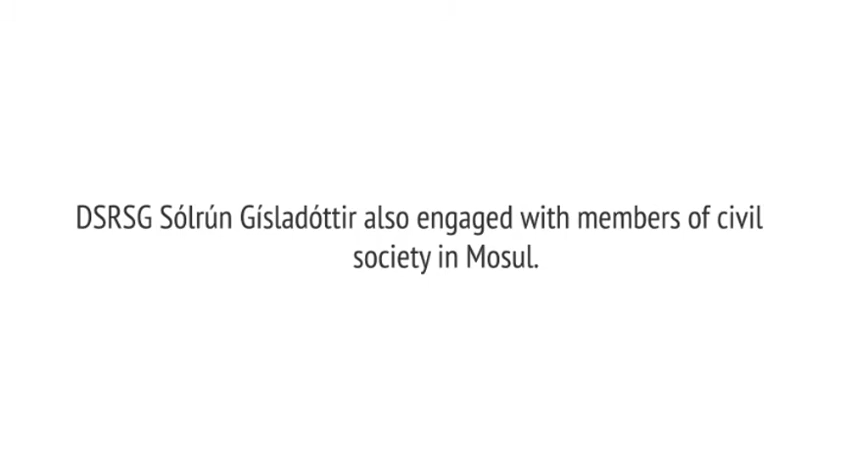 DSRSG Sólrún Gísladóttir also engaged with members of civil
society in Mosul.